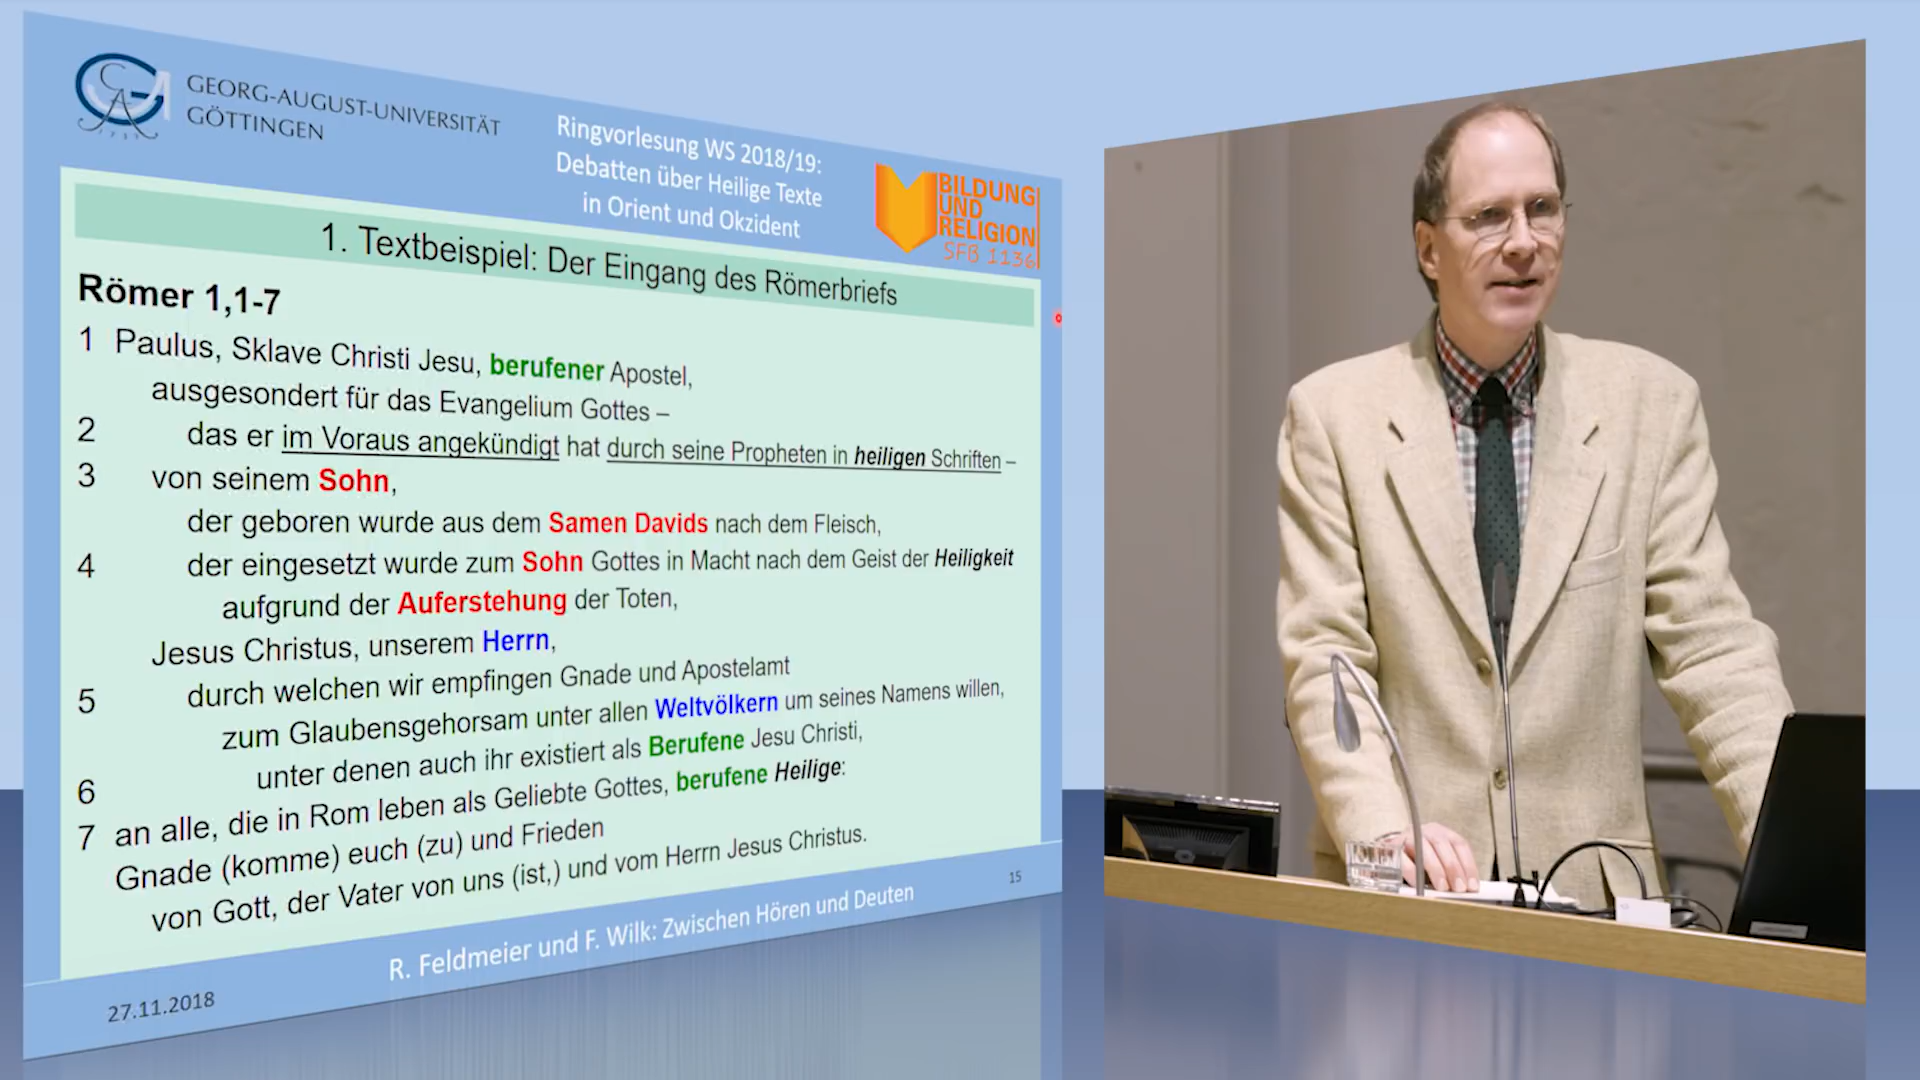 GEORG-AUGUST-UNIVERSITÄT
GÖTTINGEN
Ringvorlesung WS 2018/19:
Debatten über Heilige Texte
in Orient und Okzident
BILDUNG
UND
RELIGION
SFB 1136
1. Textbeispiel: Der Eingang des Römerbriefs
Römer 1,1-7
1 Paulus, Sklave Christi Jesu, berufener Apostel,
ausgesondert für das Evangelium Gottes –
2 das er im Voraus angekündigt hat durch seine Propheten in heiligen Schriften –
3 von seinem Sohn,
der geboren wurde aus dem Samen Davids nach dem Fleisch,
4 der eingesetzt wurde zum Sohn Gottes in Macht nach dem Geist der Heiligkeit
aufgrund der Auferstehung der Toten,
Jesus Christus, unserem Herrn,
5 durch welchen wir empfingen Gnade und Apostelamt
zum Glaubensgehorsam unter allen Weltvölkern um seines Namens willen,
6 unter denen auch ihr existiert als Berufene Jesu Christi,
7 an alle, die in Rom leben als Geliebte Gottes, berufene Heilige:
Gnade (komme) euch (zu) und Frieden
von Gott, der Vater von uns (ist,) und vom Herrn Jesus Christus.
27.11.2018
R. Feldmeier und F. Wilk: Zwischen Hören und Deuten
15